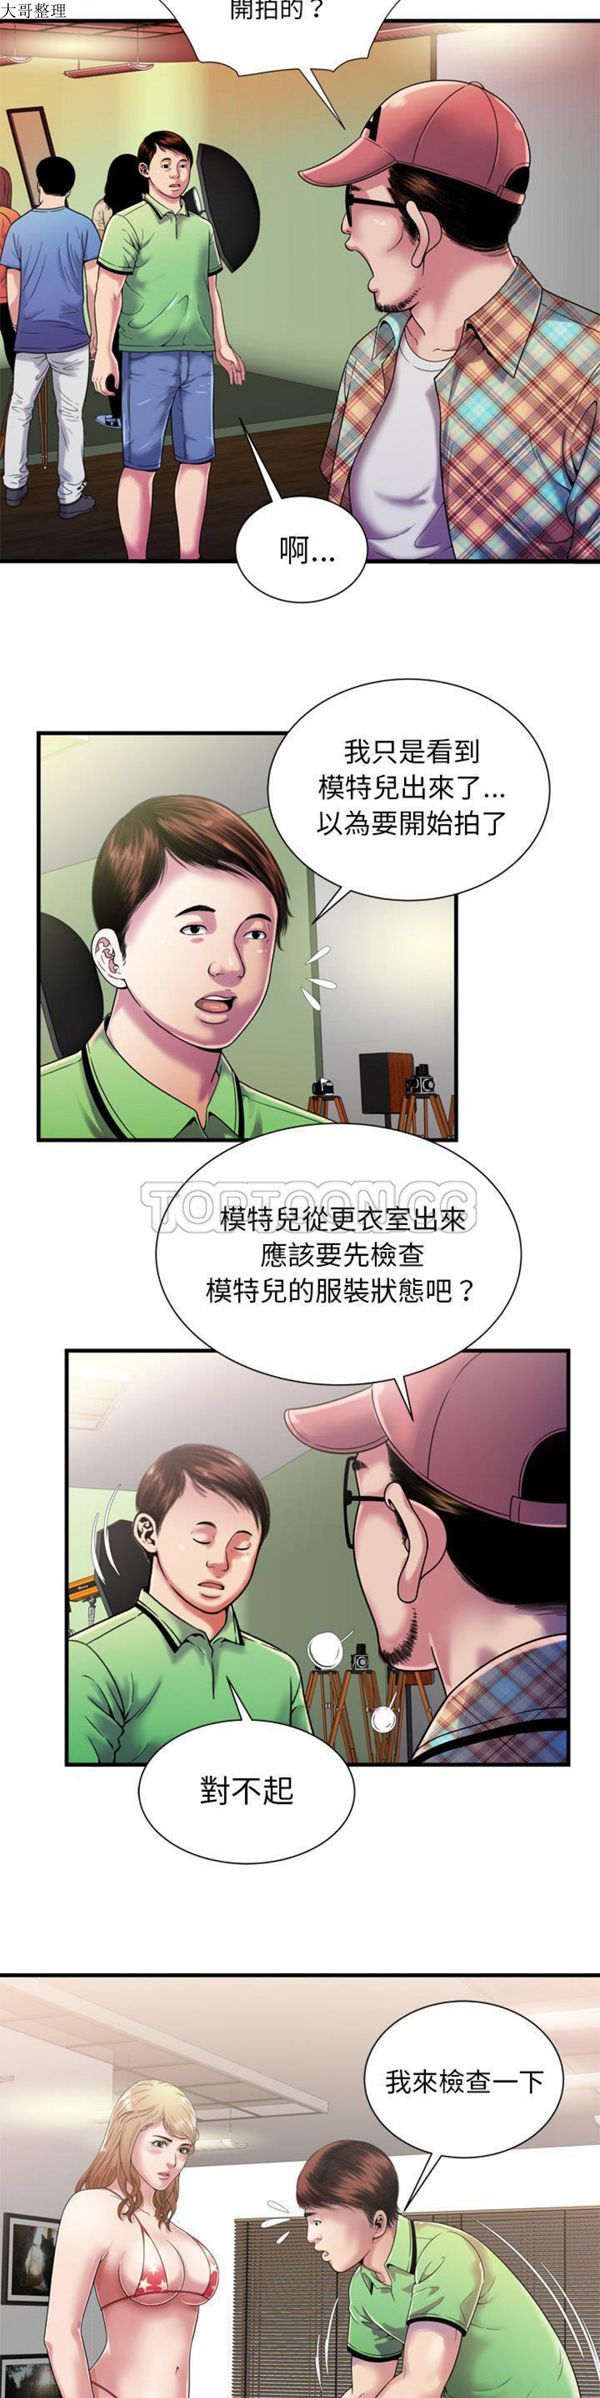 大哥整理
開拍的？
啊...
我只是看到
模特兒出來了...
以為要開始拍了
TOPTOON.CC
模特兒從更衣室出來
應該要先檢查
模特兒的服裝狀態吧？
對不起
我來檢查一下